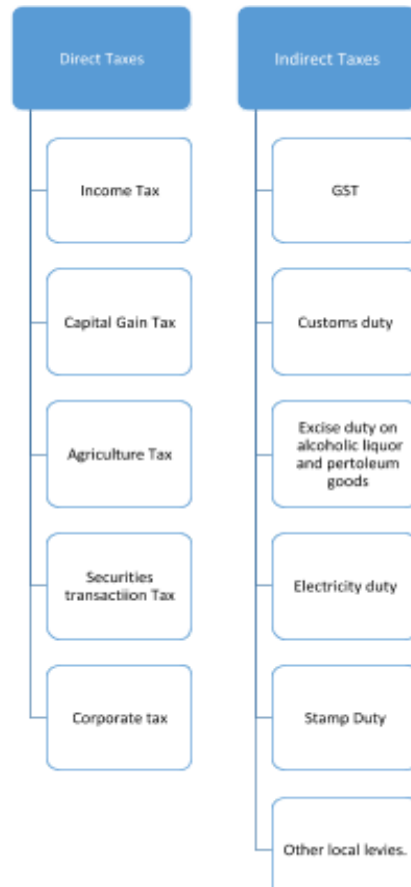 Direct Taxes
Income Tax
Capital Gain Tax
Agriculture Tax
Securities
transactiion Tax
Corporate tax
Indirect Taxes
GST
Customs duty
Excise duty on
alcoholic liquor
and pertoleum
goods
Electricity duty
Stamp Duty
Other local levies.